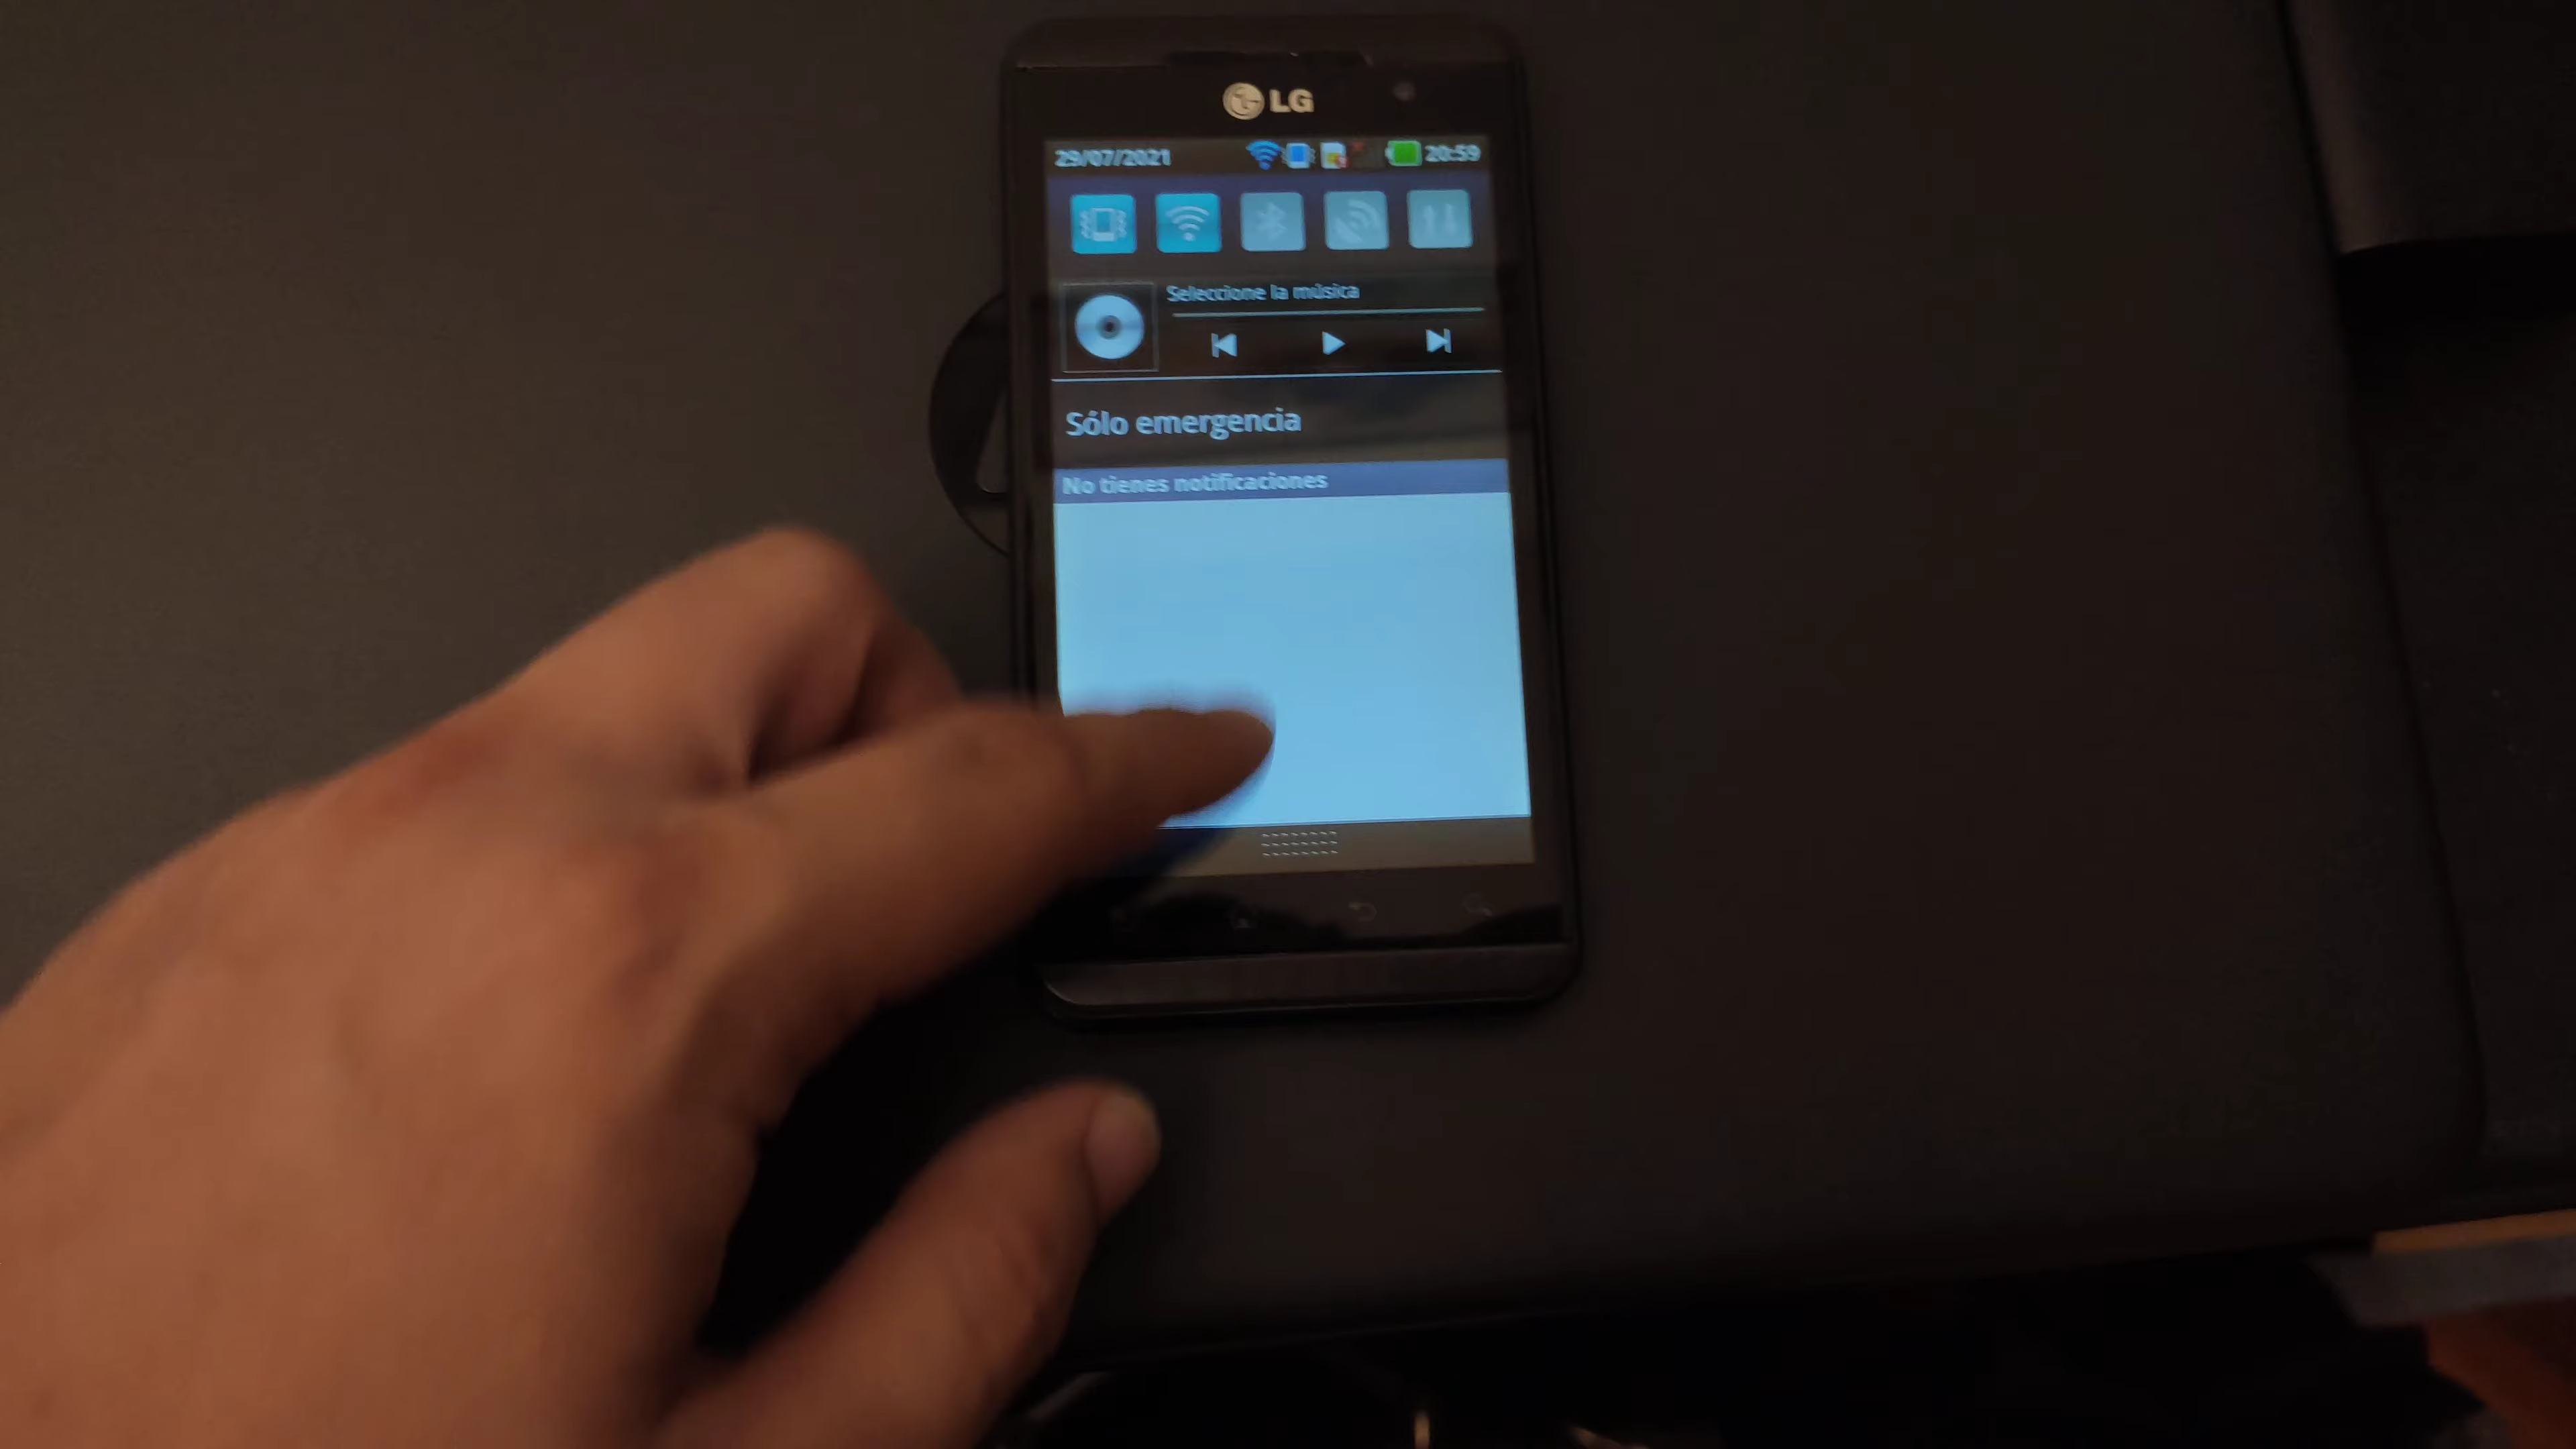 LG
29/07/2021 20:59
Seleccione la música
Sólo emergencia
No tienes notificaciones